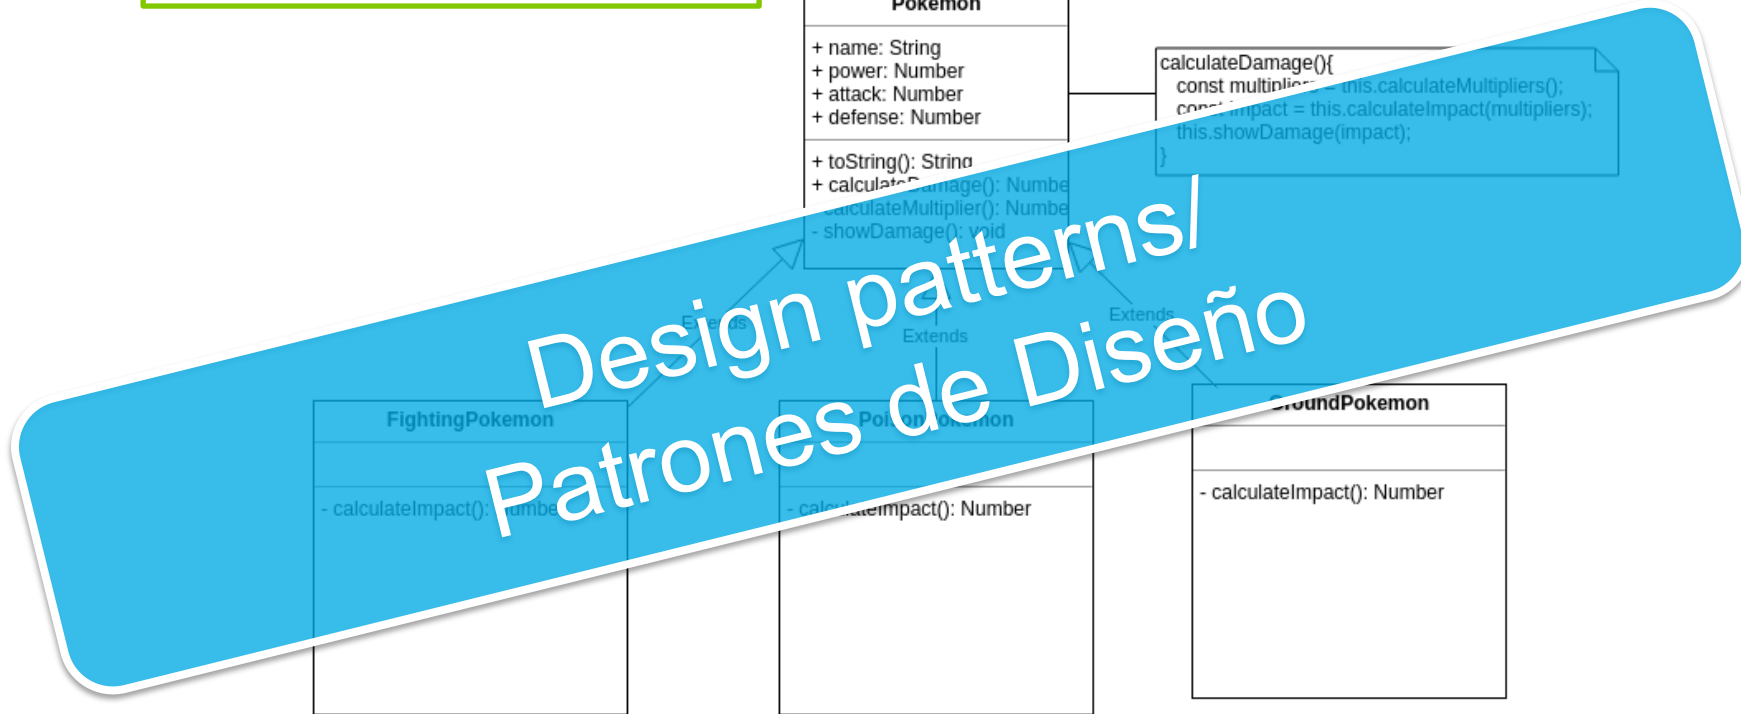 Pokemon
+ name: String
+ power: Number
+ attack: Number
+ defense: Number
+ toString(): String
+ calculateDamage(): Numbe
- calculateMultiplier(): Numbe
- showDamage(): void
calculateDamage(){
const multipliers = this.calculateMultipliers();
const impact = this.calculateImpact(multipliers);
this.showDamage(impact);
}
Design patterns/
Patrones de Diseño
Extends
Extends
Extends
FightingPokemon
- calculateImpact(): Number
PoisonPokemon
- calculateImpact(): Number
GroundPokemon
- calculateImpact(): Number